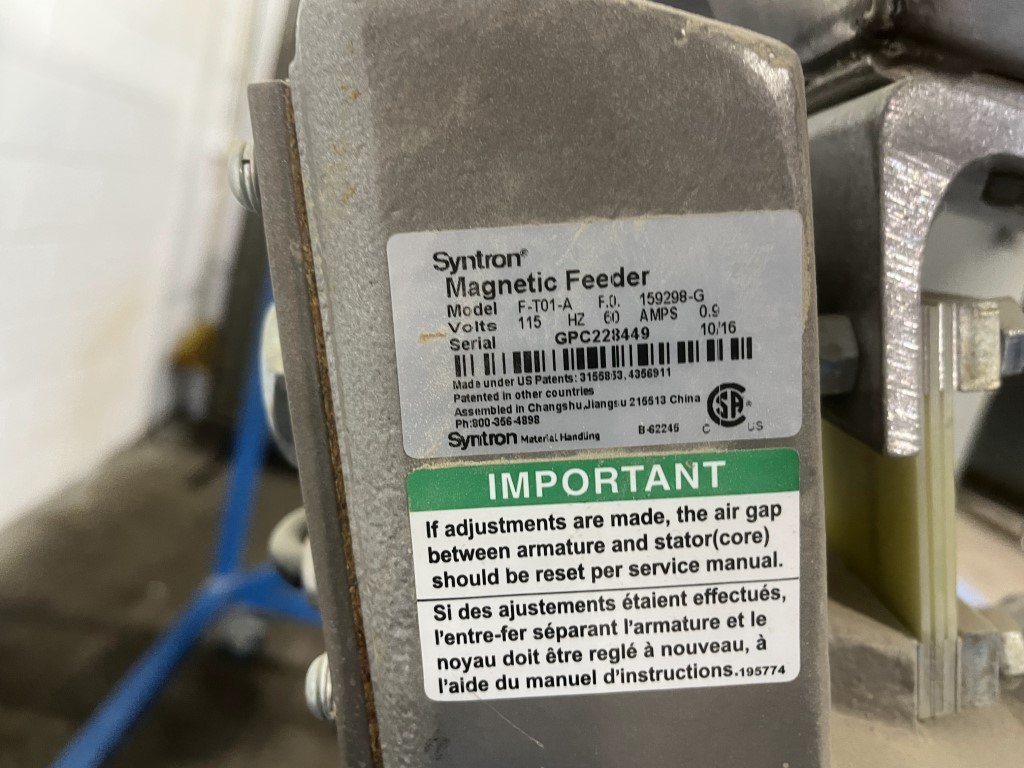 Syntron®
Magnetic Feeder
Model F-T01-A F.O. 159298-G
Volts 115 HZ 60 AMPS 0.9
Serial GPC228449 10/16
Made under US Patents: 3155853, 4356911
Patented in other countries
Assembled in Changshu,Jiangsu 215513 China
Ph:800-356-4898
Syntron Material Handling B-62245
C SA® US
IMPORTANT
If adjustments are made, the air gap
between armature and stator(core)
should be reset per service manual.
Si des ajustements étaient effectués,
l'entre-fer séparant l'armature et le
noyau doit être reglé à nouveau, à
l'aide du manuel d'instructions.195774